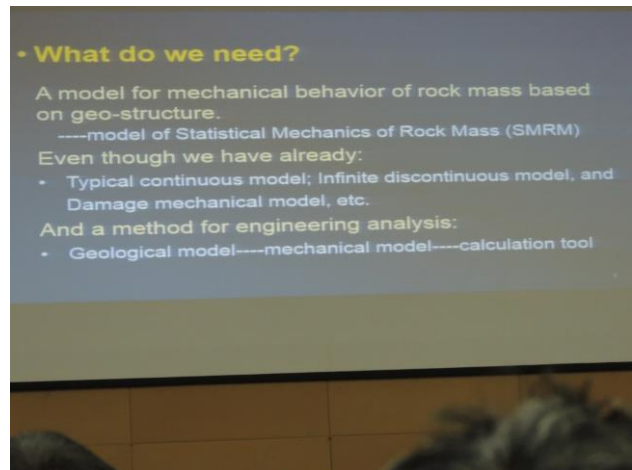 • What do we need?
A model for mechanical behavior of rock mass based
on geo-structure.
----model of Statistical Mechanics of Rock Mass (SMRM)
Even though we have already:
• Typical continuous model; Infinite discontinuous model, and
Damage mechanical model, etc.
And a method for engineering analysis:
• Geological model----mechanical model----calculation tool